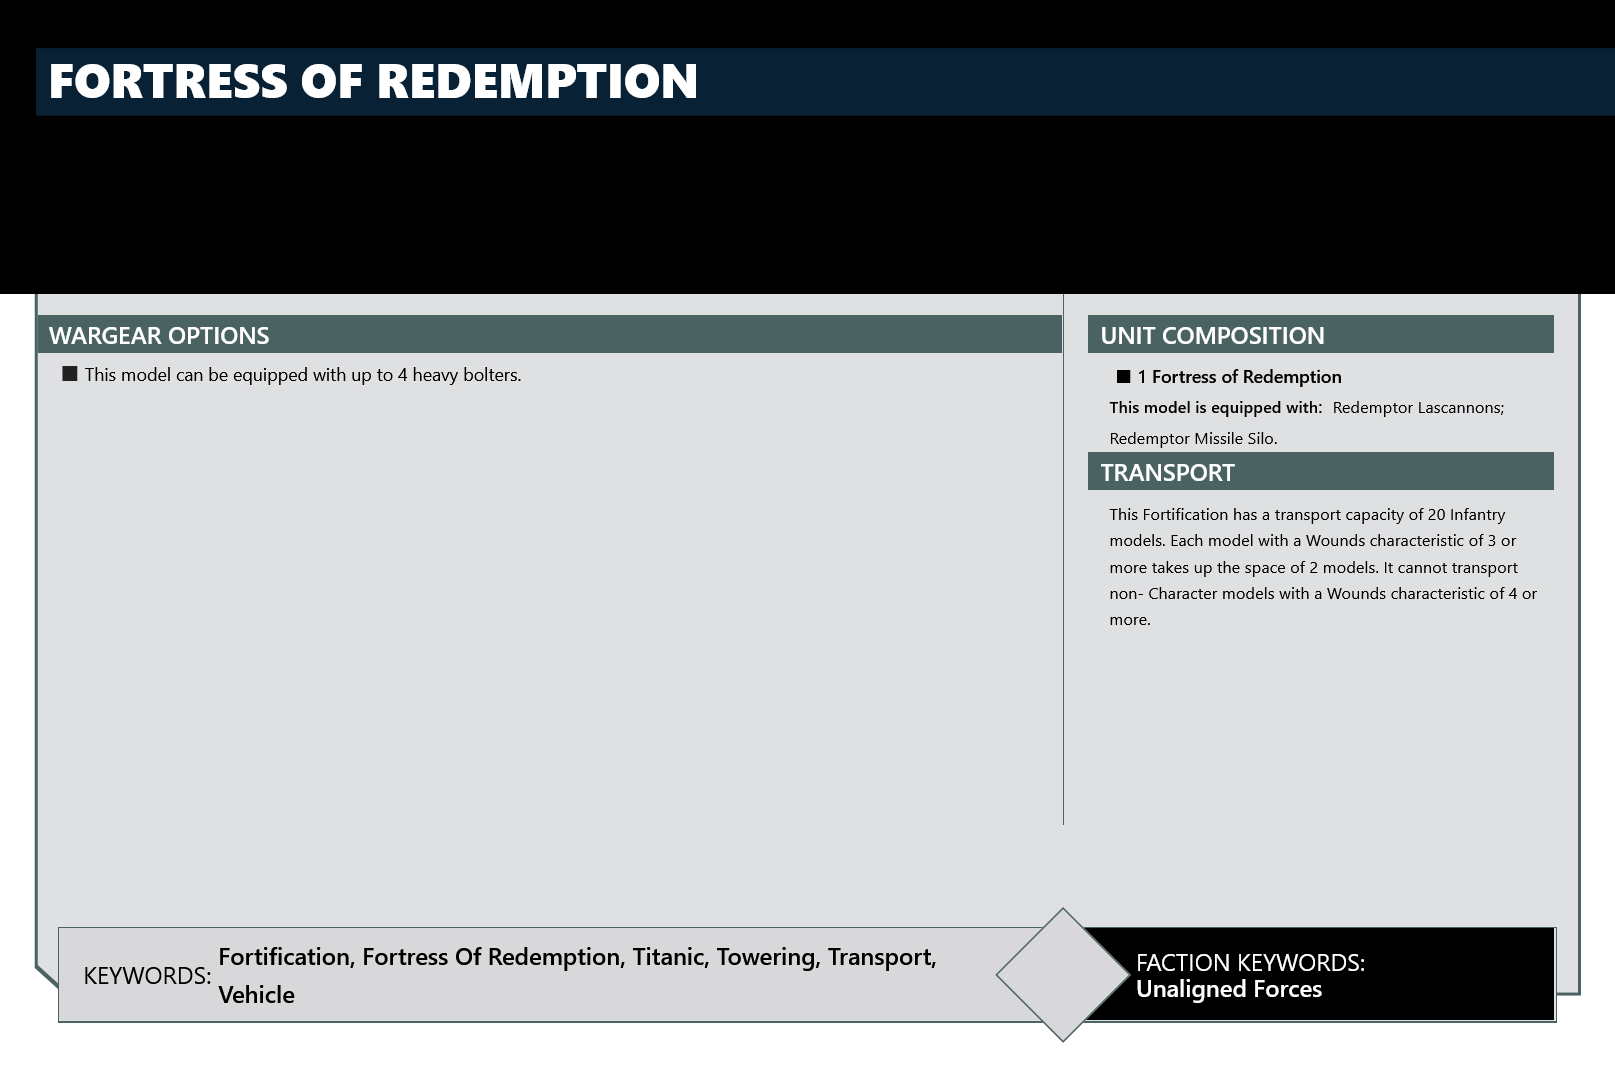 FORTRESS OF REDEMPTION
WARGEAR OPTIONS
■ This model can be equipped with up to 4 heavy bolters.
UNIT COMPOSITION
■ 1 Fortress of Redemption
This model is equipped with: Redemptor Lascannons;
Redemptor Missile Silo.
TRANSPORT
This Fortification has a transport capacity of 20 Infantry
models. Each model with a Wounds characteristic of 3 or
more takes up the space of 2 models. It cannot transport
non- Character models with a Wounds characteristic of 4 or
more.
KEYWORDS: Fortification, Fortress Of Redemption, Titanic, Towering, Transport,
Vehicle
FACTION KEYWORDS:
Unaligned Forces